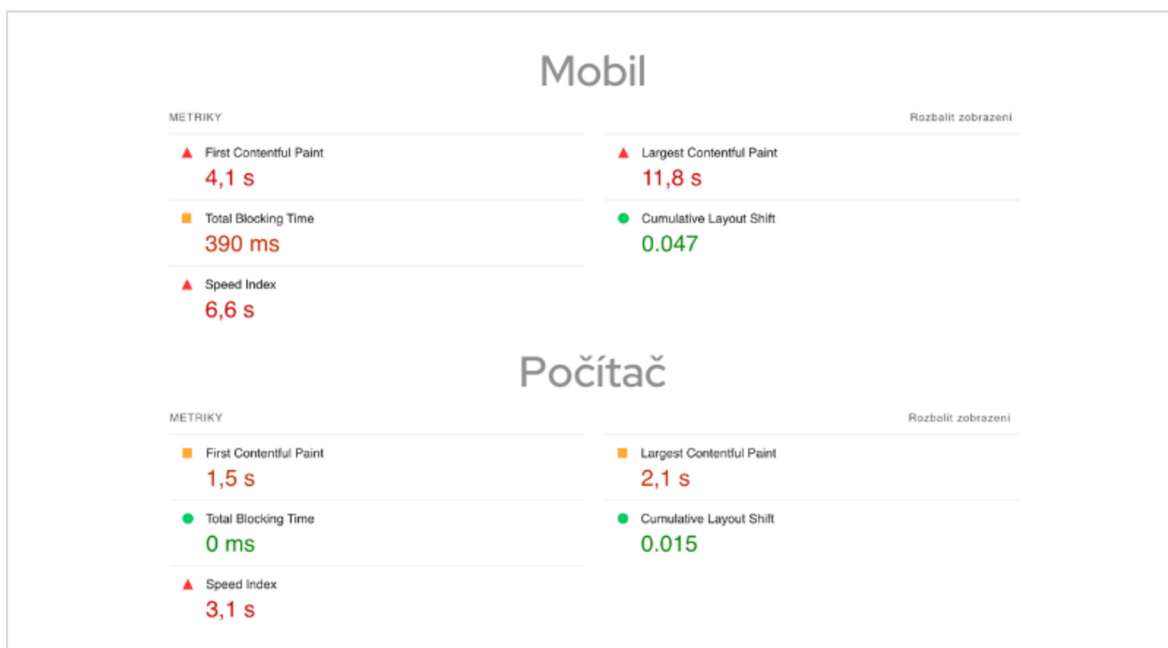 Mobil
METRIKY
Rozbalit zobrazení
First Contentful Paint
4,1 s
Largest Contentful Paint
11,8 s
Total Blocking Time
390 ms
Cumulative Layout Shift
0.047
Speed Index
6,6 s
Počítač
METRIKY
Rozbalit zobrazení
First Contentful Paint
1,5 s
Largest Contentful Paint
2,1 s
Total Blocking Time
0 ms
Cumulative Layout Shift
0.015
Speed Index
3,1 s